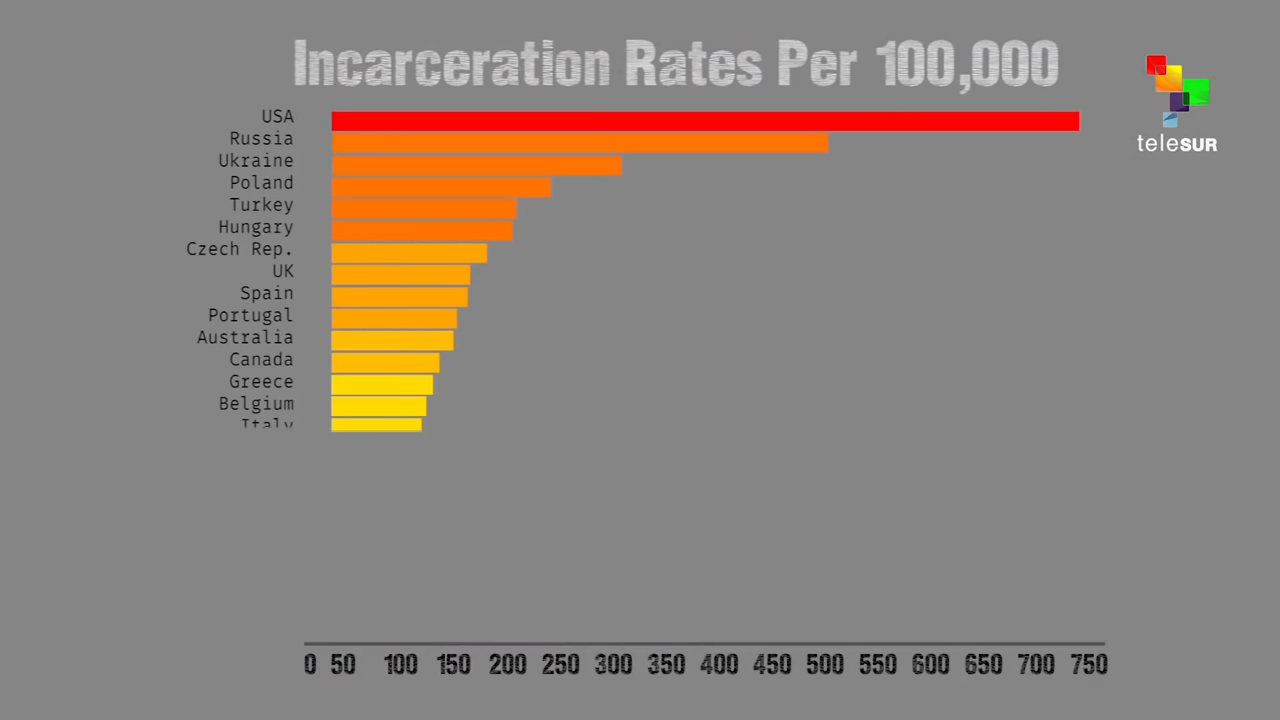 Incarceration Rates Per 100,000
teleSUR
USA
Russia
Ukraine
Poland
Turkey
Hungary
Czech Rep.
UK
Spain
Portugal
Australia
Canada
Greece
Belgium
Italy
0 50 100 150 200 250 300 350 400 450 500 550 600 650 700 750